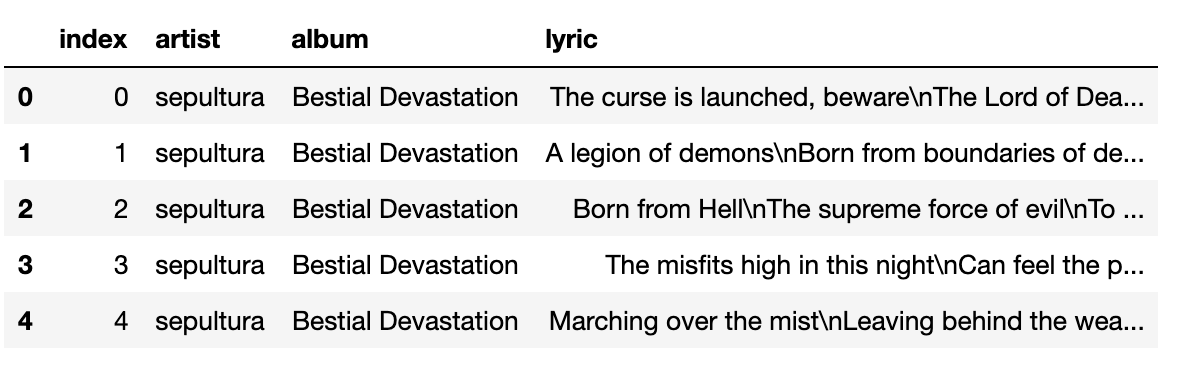 index artist album lyric
0 0 sepultura Bestial Devastation The curse is launched, beware\nThe Lord of Dea...
1 1 sepultura Bestial Devastation A legion of demons\nBorn from boundaries of de...
2 2 sepultura Bestial Devastation Born from Hell\nThe supreme force of evil\nTo ...
3 3 sepultura Bestial Devastation The misfits high in this night\nCan feel the p...
4 4 sepultura Bestial Devastation Marching over the mist\nLeaving behind the wea...